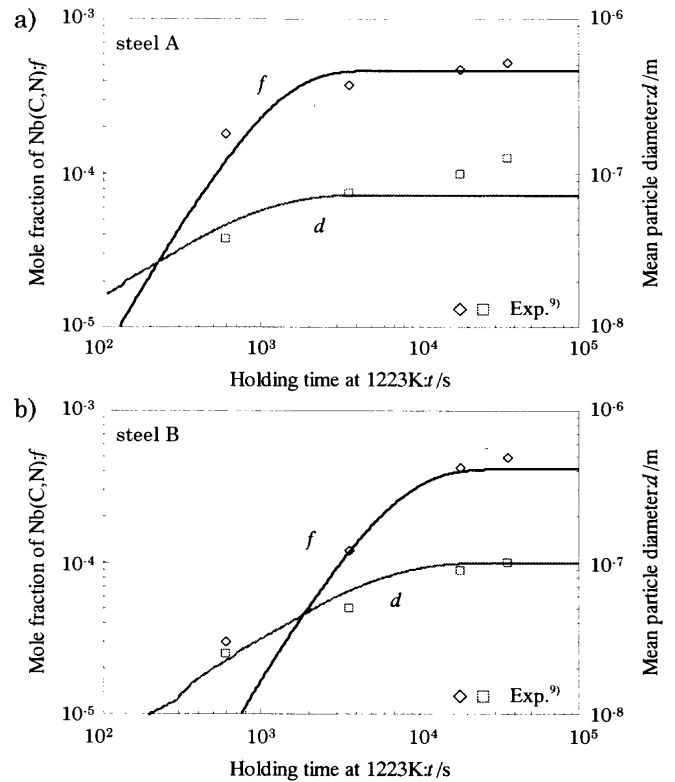 a)
steel A
10-3
10-4
10-5
Mole fraction of Nb(C,N):f
10-6
10-7
10-8
Mean particle diameter:d/m
f
d
Exp.9)
102
103
104
105
Holding time at 1223K:t/s
b)
steel B
10-3
10-4
10-5
Mole fraction of Nb(C,N):f
10-6
10-7
10-8
Mean particle diameter:d/m
f
d
Exp.9)
102
103
104
105
Holding time at 1223K:t/s